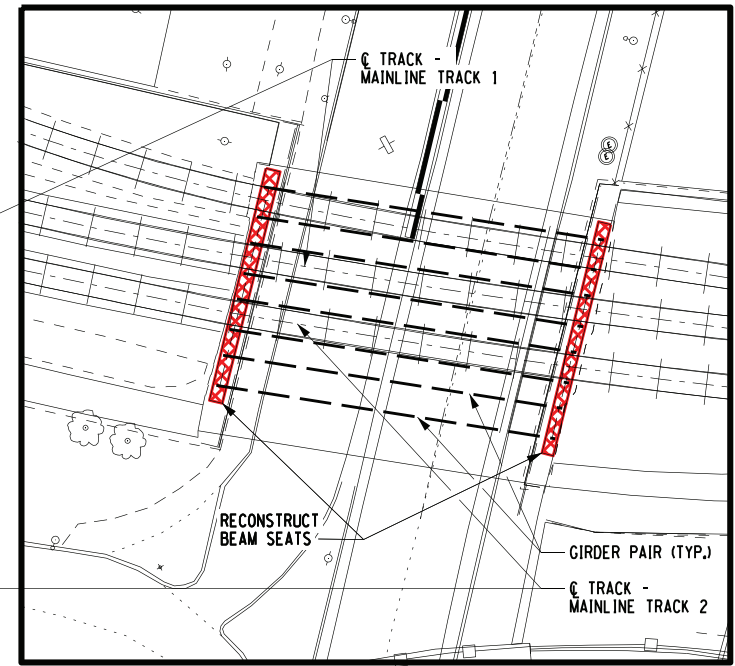 ℄ TRACK -
MAINLINE TRACK 1
E
E
RECONSTRUCT
BEAM SEATS
GIRDER PAIR (TYP.)
℄ TRACK -
MAINLINE TRACK 2